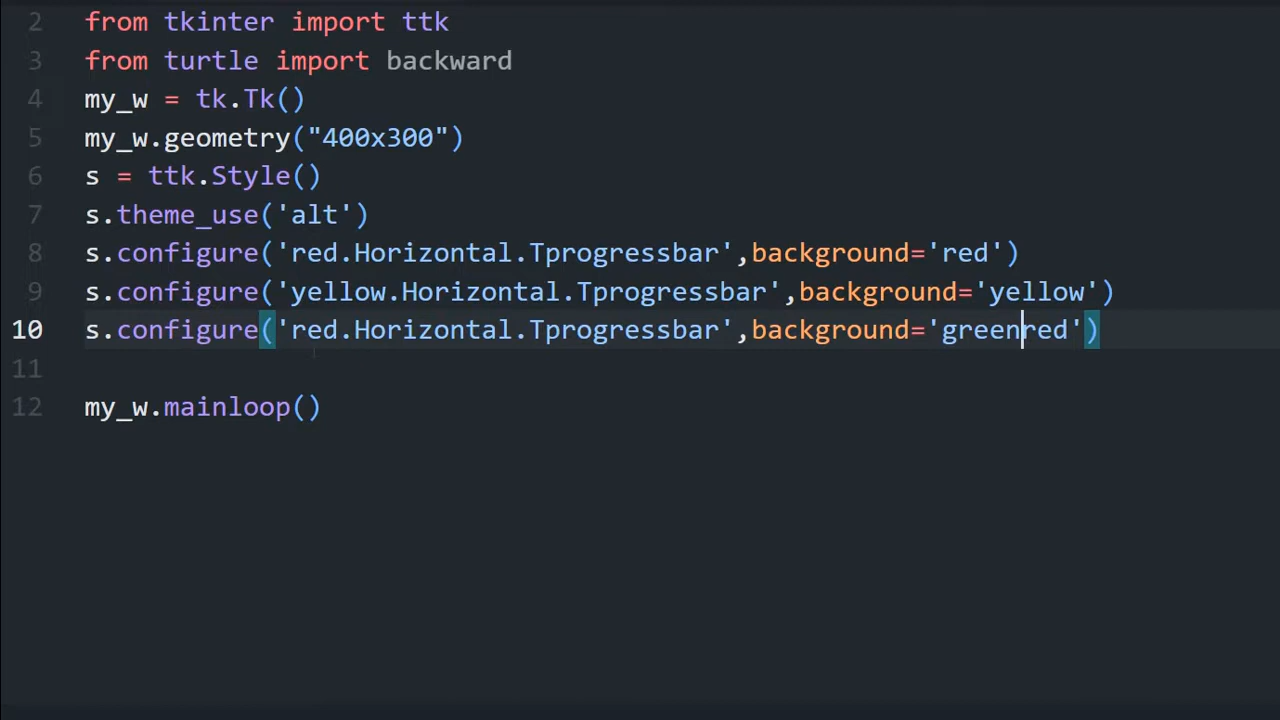 2 from tkinter import ttk
3 from turtle import backward
4 my_w = tk.Tk()
5 my_w.geometry("400x300")
6 s = ttk.Style()
7 s.theme_use('alt')
8 s.configure('red.Horizontal.Tprogressbar',background='red')
9 s.configure('yellow.Horizontal.Tprogressbar',background='yellow')
10 s.configure('red.Horizontal.Tprogressbar',background='greenred')
11
12 my_w.mainloop()